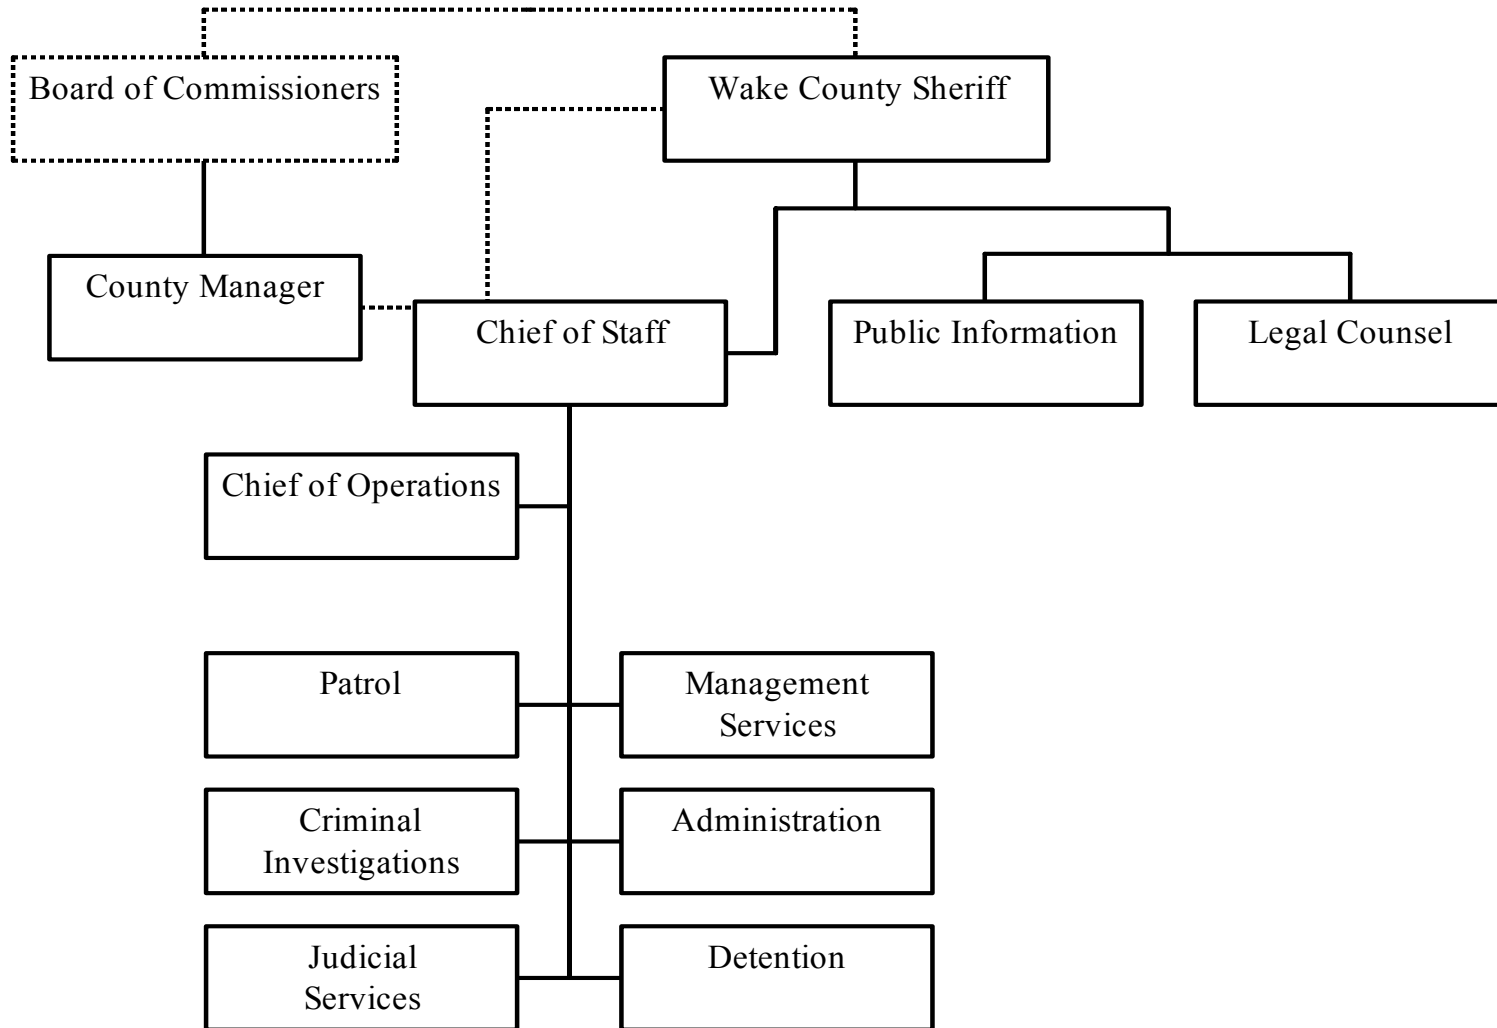 Board of Commissioners
Wake County Sheriff
County Manager
Chief of Staff
Public Information
Legal Counsel
Chief of Operations
Patrol
Management
Services
Criminal
Investigations
Administration
Judicial
Services
Detention